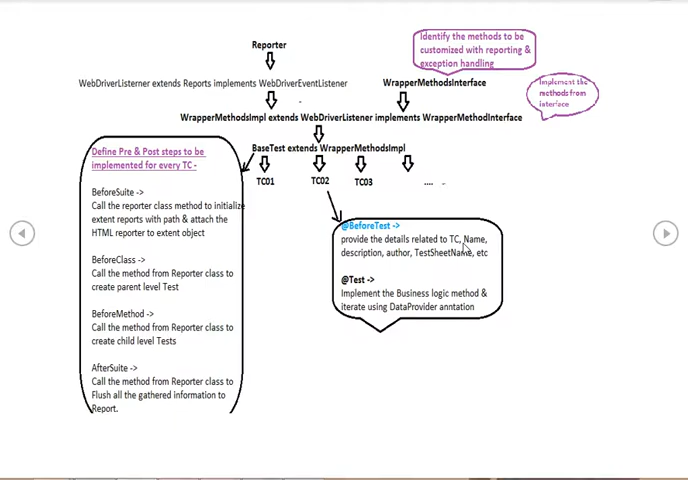 Identify the methods to be
customized with reporting &
exception handling
Reporter
WebDriverListerner extends Reports implements WebDriverEventListener
WrapperMethodsInterface
Implement the
methods from
interface
WrapperMethodsImpl extends WebDriverListener implements WrapperMethodInterface
BaseTest extends WrapperMethodsImpl
TC01
TC02
TC03
.... .
Define Pre & Post steps to be
implemented for every TC -
BeforeSuite ->
Call the reporter class method to initialize
extent reports with path & attach the
HTML reporter to extent object
BeforeClass ->
Call the method from Reporter class to
create parent level Test
BeforeMethod ->
Call the method from Reporter class to
create child level Tests
AfterSuite ->
Call the method from Reporter class to
Flush all the gathered information to
Report.
@BeforeTest ->
provide the details related to TC, Name,
description, author, TestSheetName, etc
@Test ->
Implement the Business logic method &
iterate using DataProvider anntation